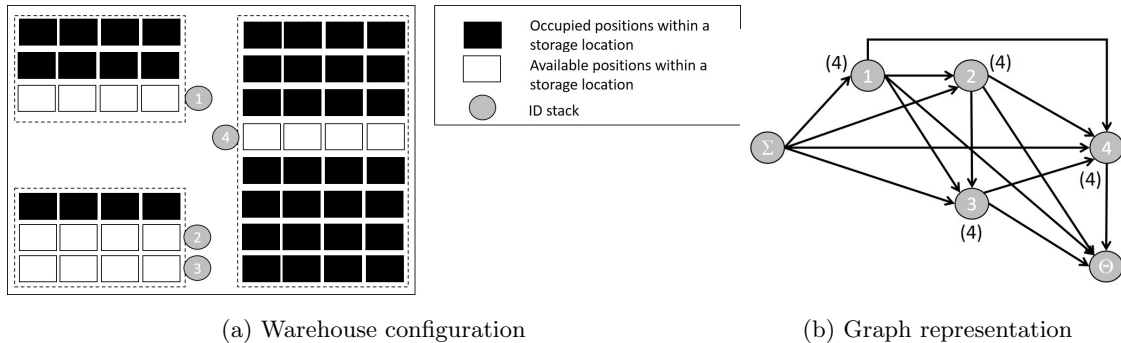 Occupied positions within a
storage location
Available positions within a
storage location
ID stack
1
4
2
3
(4)
1
2
(4)
Σ
4
(4)
3
(4)
Θ
(a) Warehouse configuration
(b) Graph representation